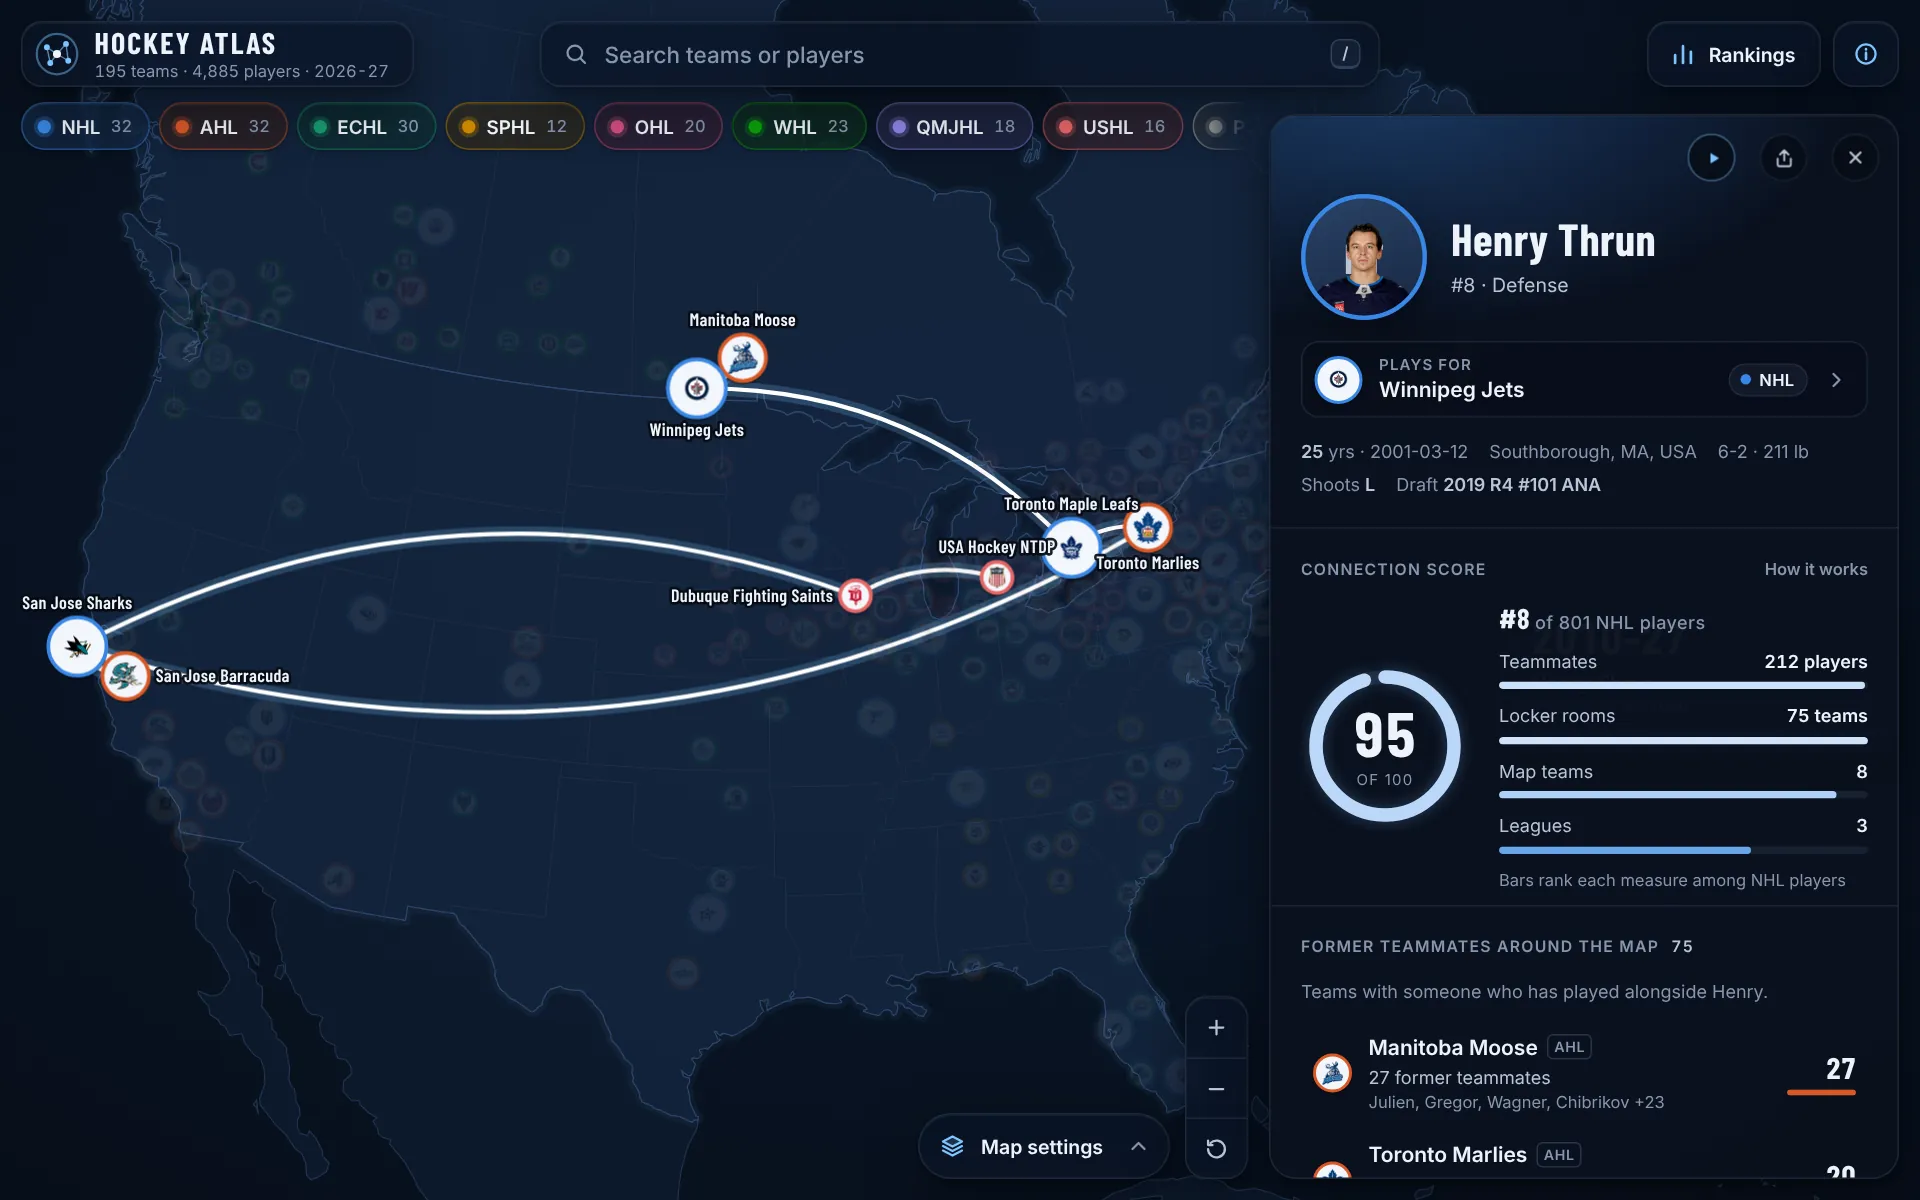 HOCKEY ATLAS
195 teams · 4,885 players · 2026-27
Search teams or players
/
Rankings
NHL 32
AHL 32
ECHL 30
SPHL 12
OHL 20
WHL 23
QMJHL 18
USHL 16
Manitoba Moose
Winnipeg Jets
Toronto Maple Leafs
USA Hockey NTDP
Toronto Marlies
Dubuque Fighting Saints
San Jose Sharks
San Jose Barracuda
Map settings
Henry Thrun
#8 · Defense
PLAYS FOR
Winnipeg Jets
NHL
25 yrs · 2001-03-12 Southborough, MA, USA 6-2 · 211 lb
Shoots L Draft 2019 R4 #101 ANA
CONNECTION SCORE
How it works
#8 of 801 NHL players
95
OF 100
Teammates 212 players
Locker rooms 75 teams
Map teams 8
Leagues 3
Bars rank each measure among NHL players
FORMER TEAMMATES AROUND THE MAP 75
Teams with someone who has played alongside Henry.
Manitoba Moose AHL
27 former teammates
Julien, Gregor, Wagner, Chibrikov +23
27
Toronto Marlies AHL
20